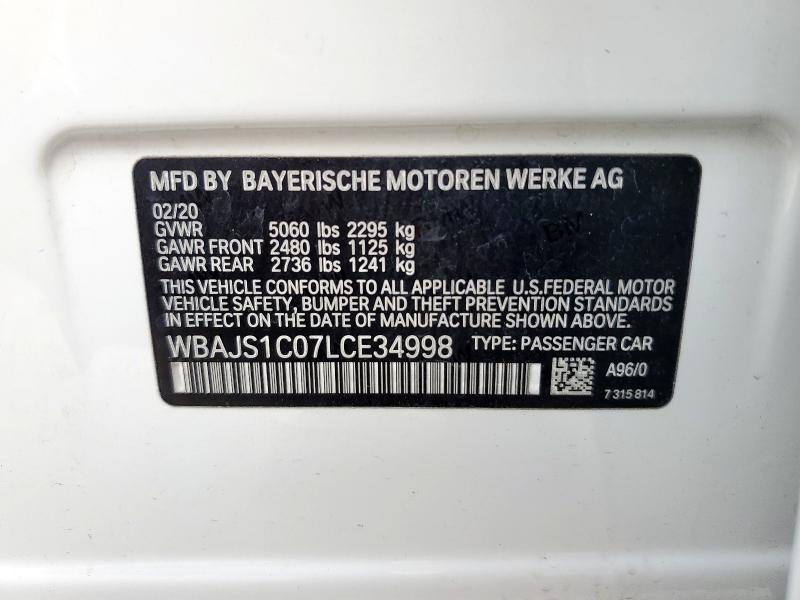 MFD BY BAYERISCHE MOTOREN WERKE AG
02/20
GVWR 5060 lbs 2295 kg
GAWR FRONT 2480 lbs 1125 kg
GAWR REAR 2736 lbs 1241 kg
THIS VEHICLE CONFORMS TO ALL APPLICABLE U.S.FEDERAL MOTOR
VEHICLE SAFETY, BUMPER AND THEFT PREVENTION STANDARDS
IN EFFECT ON THE DATE OF MANUFACTURE SHOWN ABOVE.
WBAJS1C07LCE34998 TYPE: PASSENGER CAR
A96/0
7 315 814